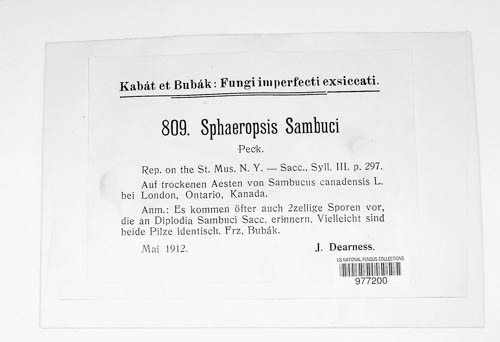 Kabát et Bubák: Fungi imperfecti exsiccati.
809. Sphaeropsis Sambuci
Peck.
Rep. on the St. Mus. N. Y. — Sacc., Syll. III. p. 297.
Auf trockenen Aesten von Sambucus canadensis L.
bei London, Ontario, Kanada.
Anm.: Es kommen öfter auch 2zellige Sporen vor,
die an Diplodia Sambuci Sacc. erinnern. Vielleicht sind
beide Pilze identisch. Frz. Bubák.
Mai 1912.
J. Dearness.
US NATIONAL FUNGUS COLLECTIONS
977200